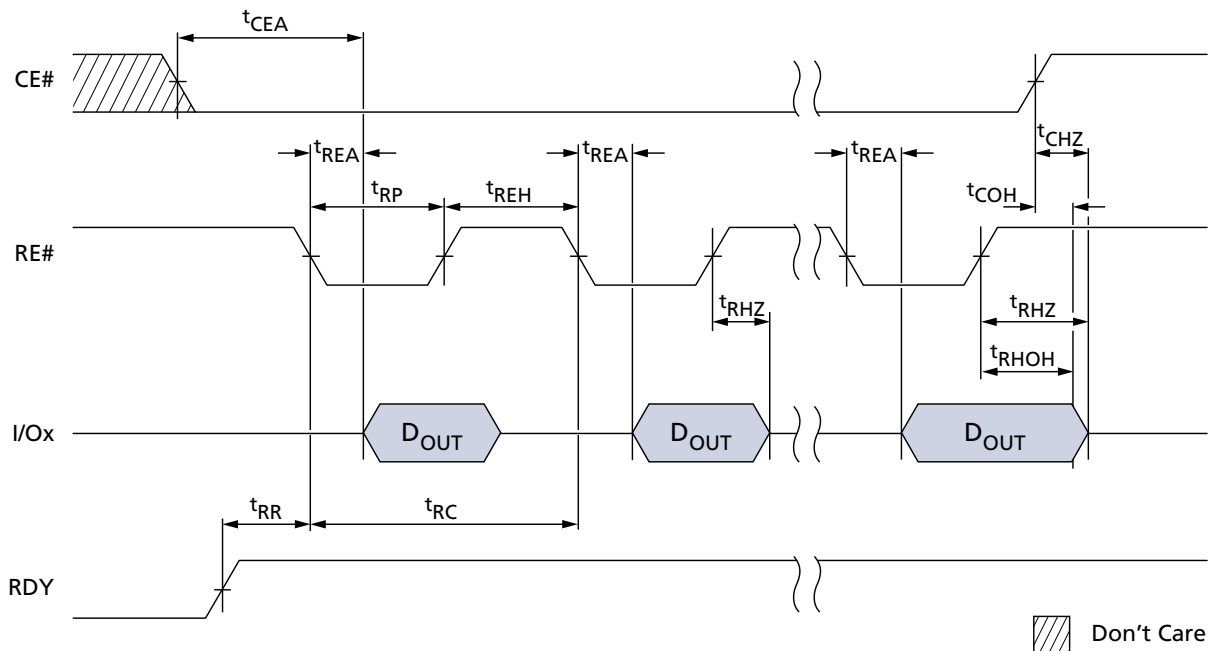 tCEA
CE#
tCHZ
tREA
tREA
tREA
tRP
tREH
tCOH
RE#
tRHZ
tRHZ
tRHOH
I/Ox
DOUT
DOUT
DOUT
tRR
tRC
RDY
Don't Care